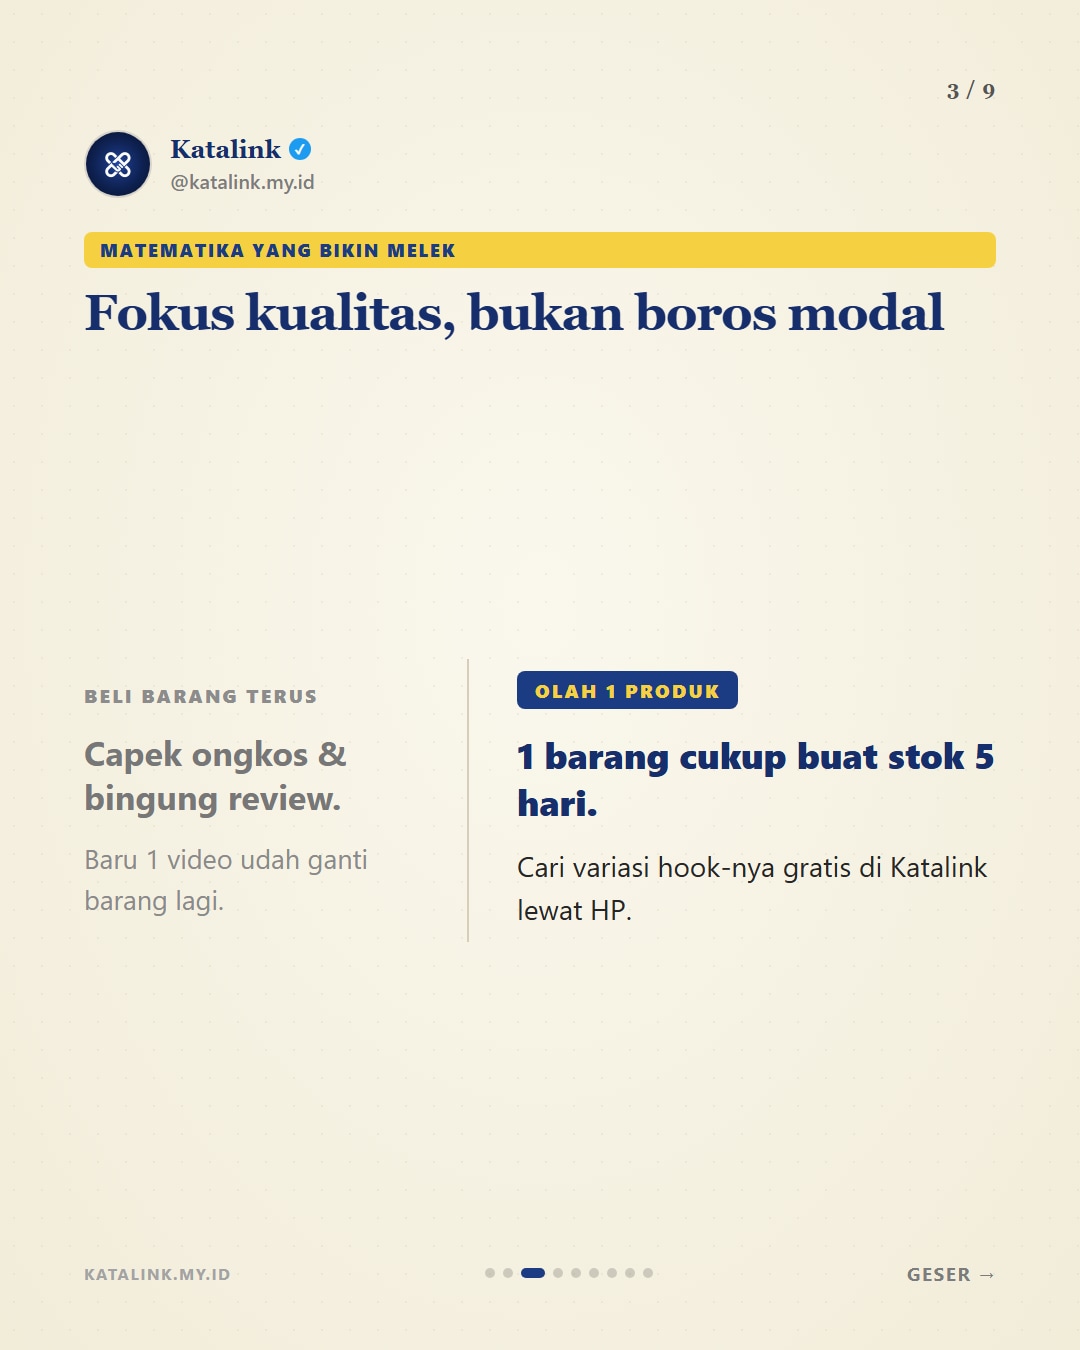 3 / 9
Katalink
@katalink.my.id
MATEMATIKA YANG BIKIN MELEK
Fokus kualitas, bukan boros modal
BELI BARANG TERUS
Capek ongkos &
bingung review.
Baru 1 video udah ganti
barang lagi.
OLAH 1 PRODUK
1 barang cukup buat stok 5
hari.
Cari variasi hook-nya gratis di Katalink
lewat HP.
KATALINK.MY.ID
GESER →